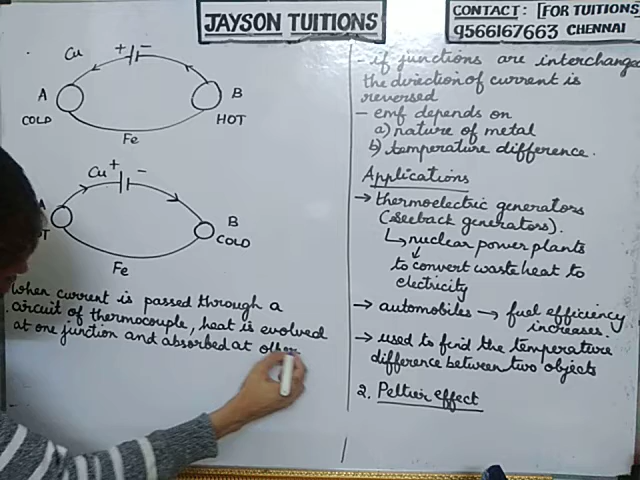 JAYSON TUITIONS
CONTACT: [FOR TUITIONS
9566167663 CHENNAI
Cu
+ -
A
B
COLD
HOT
Fe
Cu + -
A
B
HOT
COLD
Fe
When current is passed through a
circuit of thermocouple, heat is evolved
at one junction and absorbed at other
- if junctions are interchanged
the direction of current is
reversed
- emf depends on
a) nature of metal
b) temperature difference.
Applications
→ thermoelectric generators
(seeback generators).
↳ nuclear power plants
↓
to convert waste heat to
electricity
→ automobiles → fuel efficiency
increases.
→ used to find the temperature
difference between two objects
2. Peltier effect